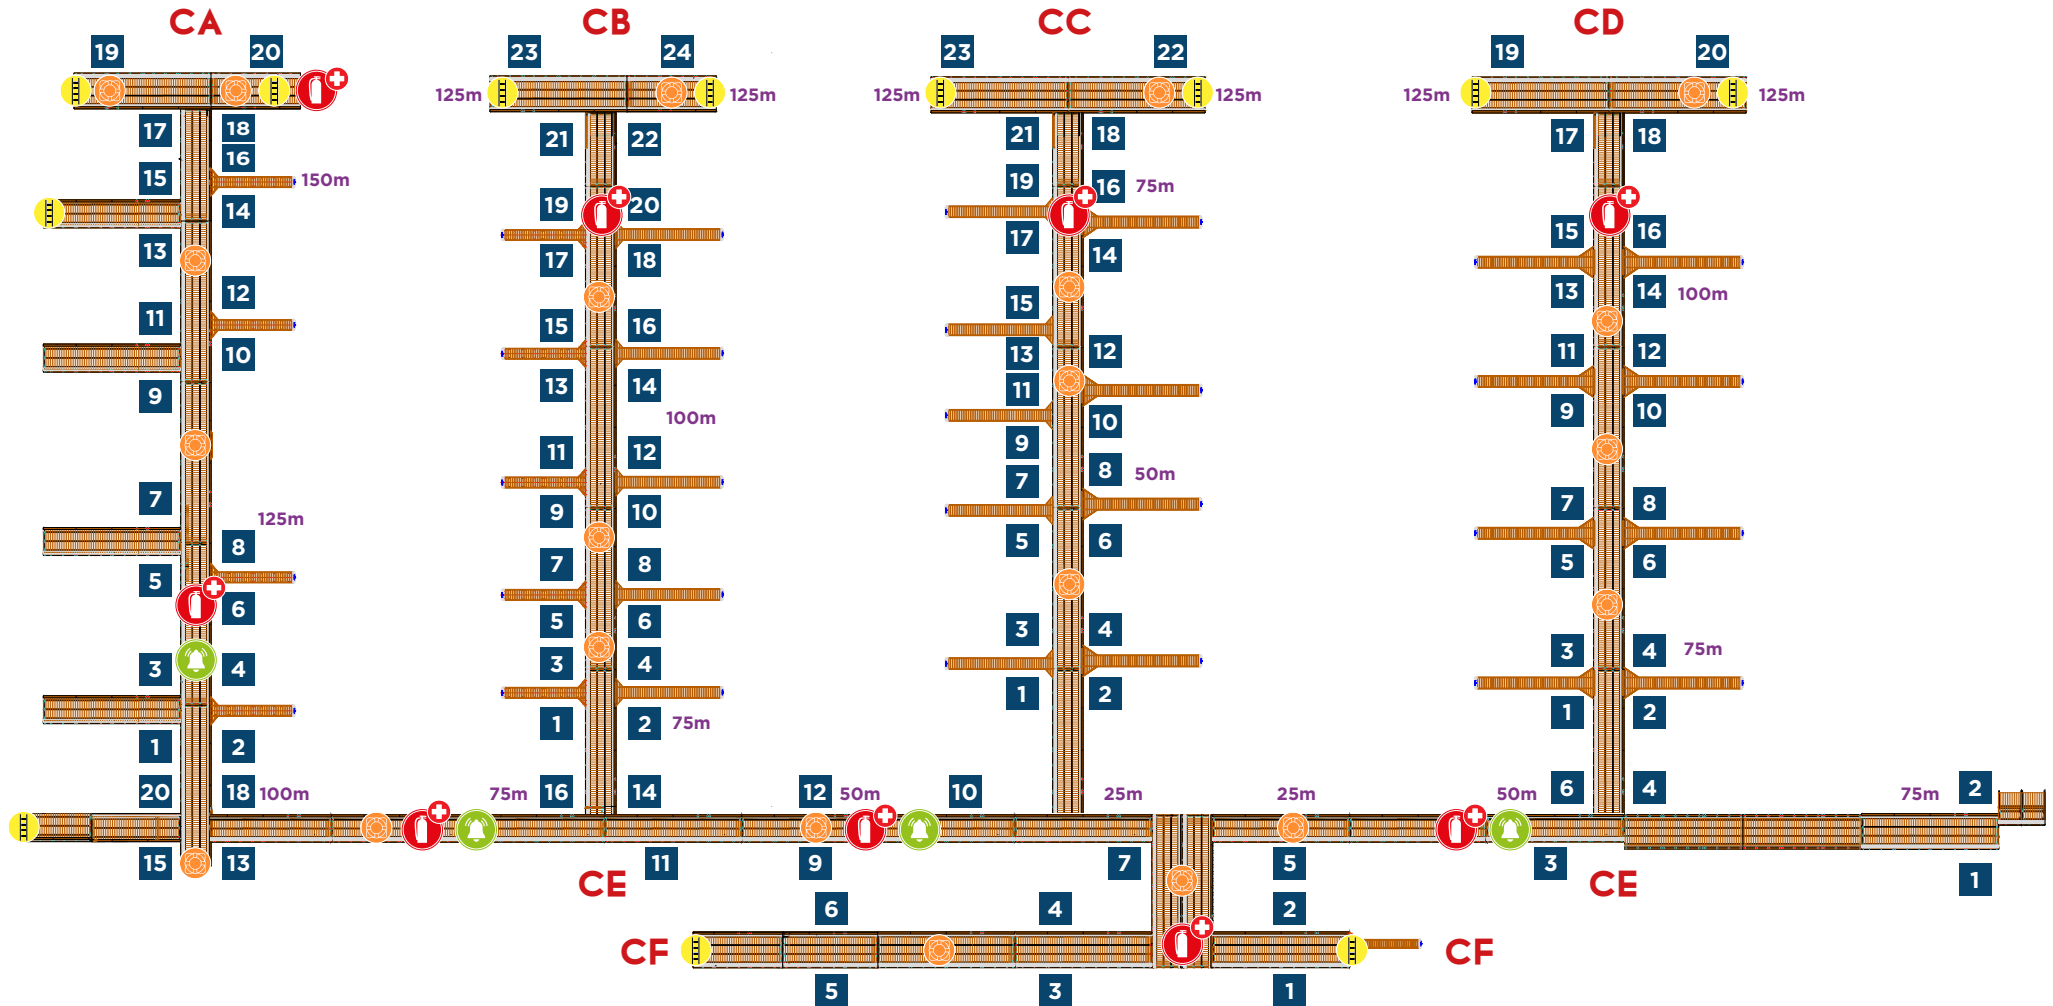 CA CB CC CD
19 20 23 24 23 22 19 20
125m 125m 125m 125m 125m 125m
17 18 21 22 21 18 17 18
16
15 150m 19 16 75m
14 19 20 15 16
13 17 18 17 14
12 13 14 100m
11 15 16 15 11 12
10 13 12
9 13 14 11 9 10
100m 10
11 12 9
7 7 8 50m 7 8
125m 9 10
8 5 6 5 6
5 7 8
6 5 6 3 4
3 4 3 4 3 4 75m
1 2 1 2
1 2 1 2 75m
20 18 100m 75m 16 14 12 50m 10 25m 25m 50m 6 4 75m 2
15 13 11 9 7 5 3 1
CE CE
6 4 2
CF CF
5 3 1